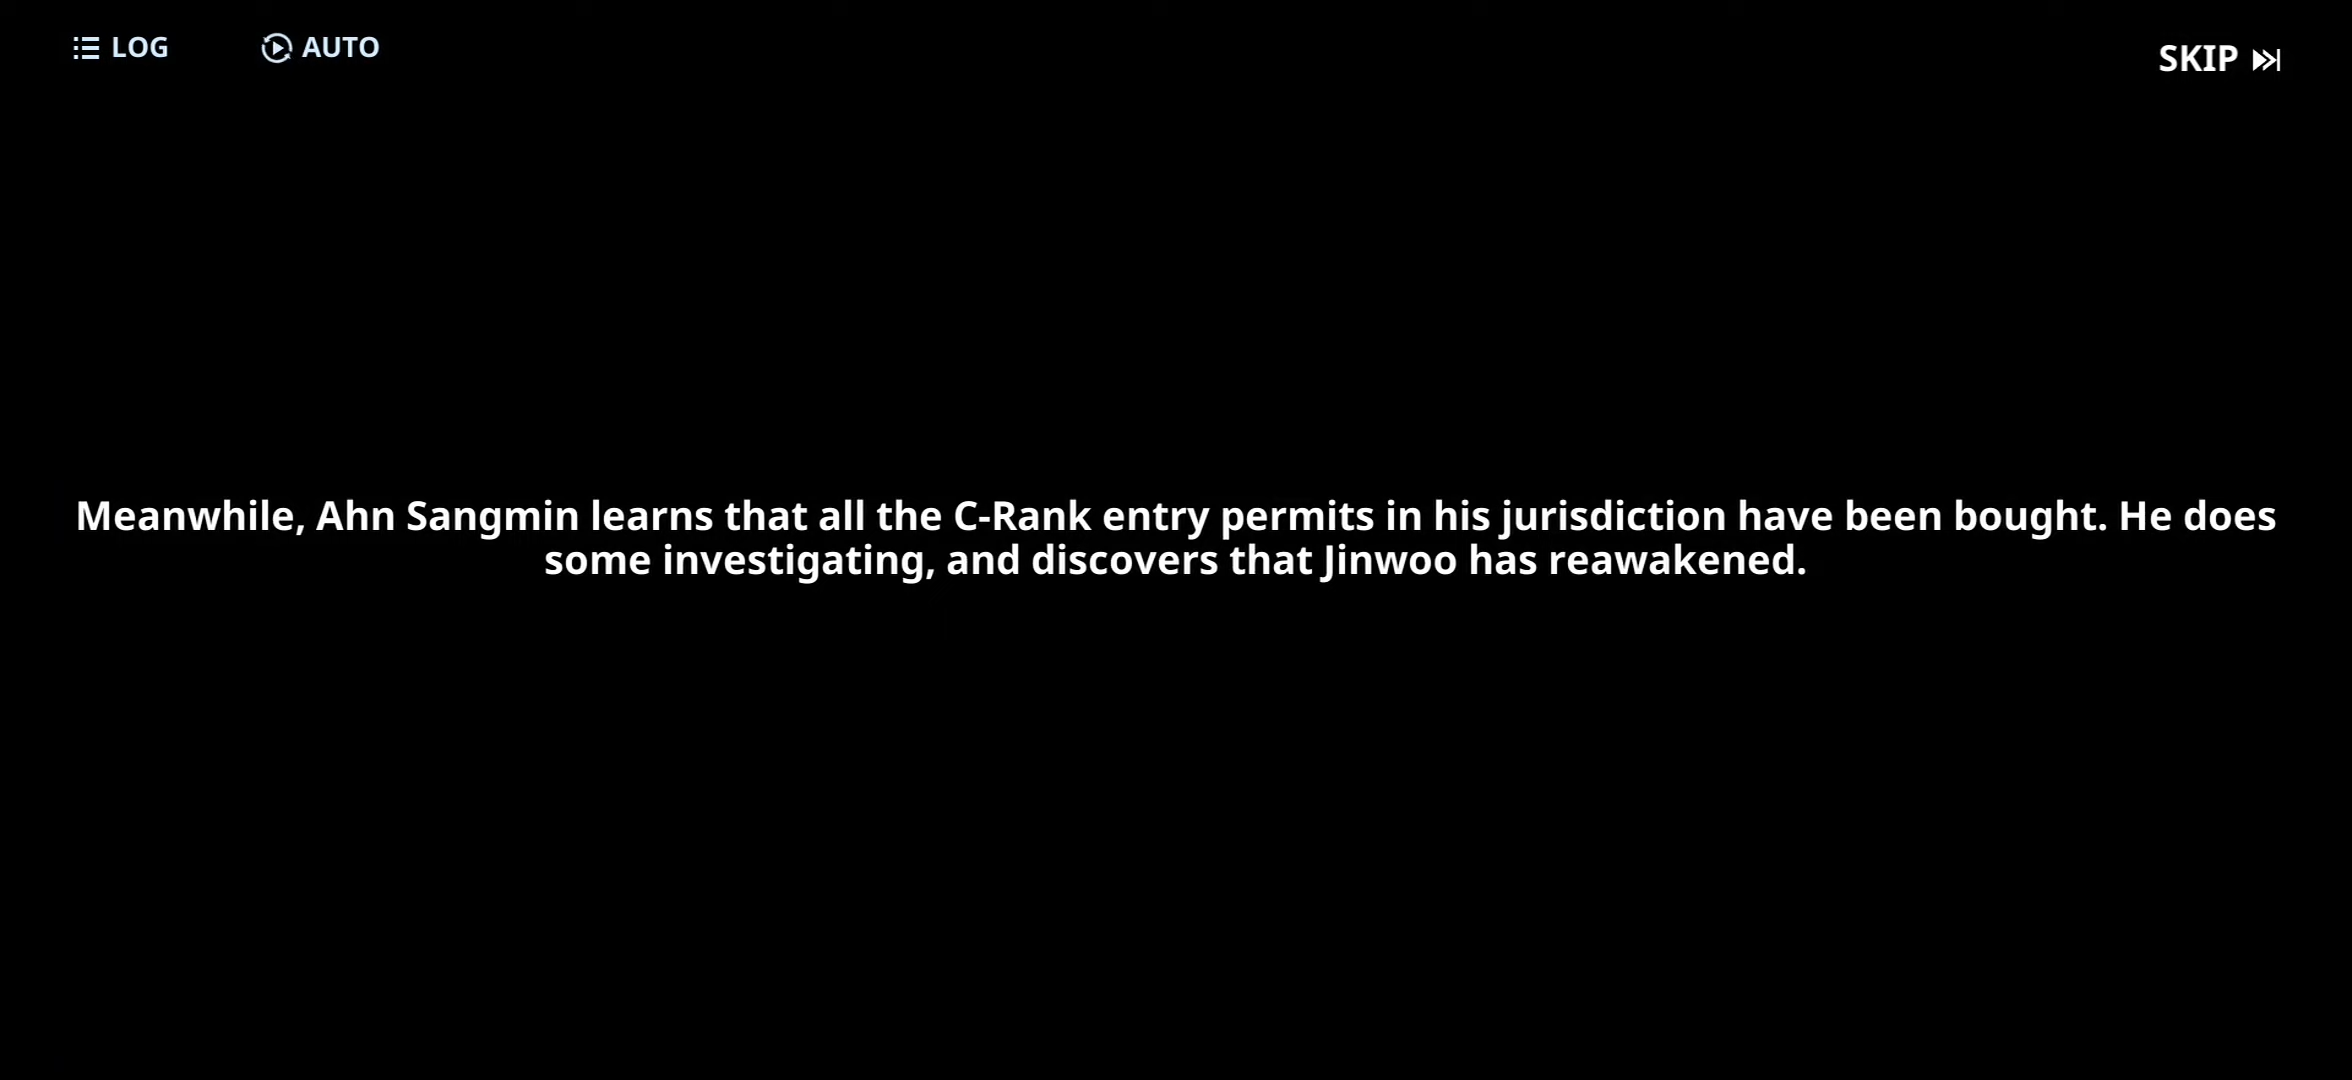 LOG
AUTO
SKIP
Meanwhile, Ahn Sangmin learns that all the C-Rank entry permits in his jurisdiction have been bought. He does
some investigating, and discovers that Jinwoo has reawakened.